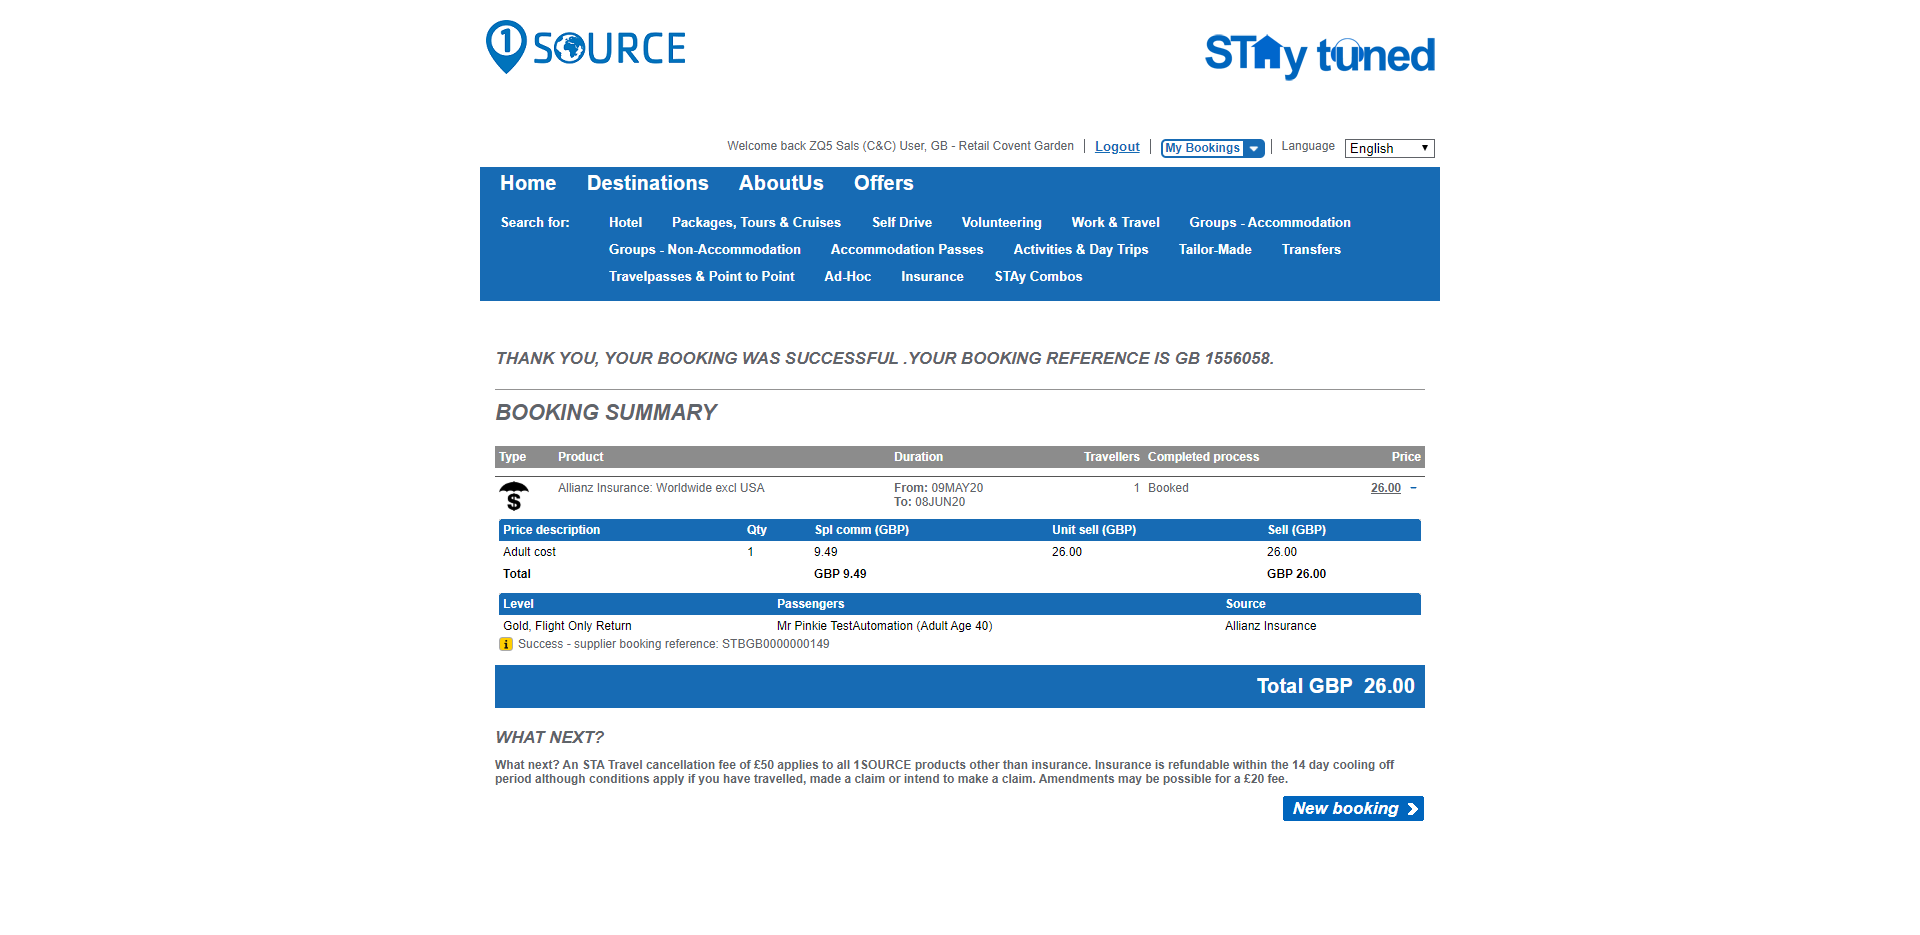 1 SOURCE
STAy tuned
Welcome back ZQ5 Sals (C&C) User, GB - Retail Covent Garden Logout My Bookings Language English
Home Destinations AboutUs Offers
Search for: Hotel Packages, Tours & Cruises Self Drive Volunteering Work & Travel Groups - Accommodation
Groups - Non-Accommodation Accommodation Passes Activities & Day Trips Tailor-Made Transfers
Travelpasses & Point to Point Ad-Hoc Insurance STAy Combos
THANK YOU, YOUR BOOKING WAS SUCCESSFUL .YOUR BOOKING REFERENCE IS GB 1556058.
BOOKING SUMMARY
Type Product Duration Travellers Completed process Price
$ Allianz Insurance: Worldwide excl USA From: 09MAY20 1 Booked 26.00 –
To: 08JUN20
Price description Qty Spl comm (GBP) Unit sell (GBP) Sell (GBP)
Adult cost 1 9.49 26.00 26.00
Total GBP 9.49 GBP 26.00
Level Passengers Source
Gold, Flight Only Return Mr Pinkie TestAutomation (Adult Age 40) Allianz Insurance
i Success - supplier booking reference: STBGB0000000149
Total GBP 26.00
WHAT NEXT?
What next? An STA Travel cancellation fee of £50 applies to all 1SOURCE products other than insurance. Insurance is refundable within the 14 day cooling off
period although conditions apply if you have travelled, made a claim or intend to make a claim. Amendments may be possible for a £20 fee.
New booking